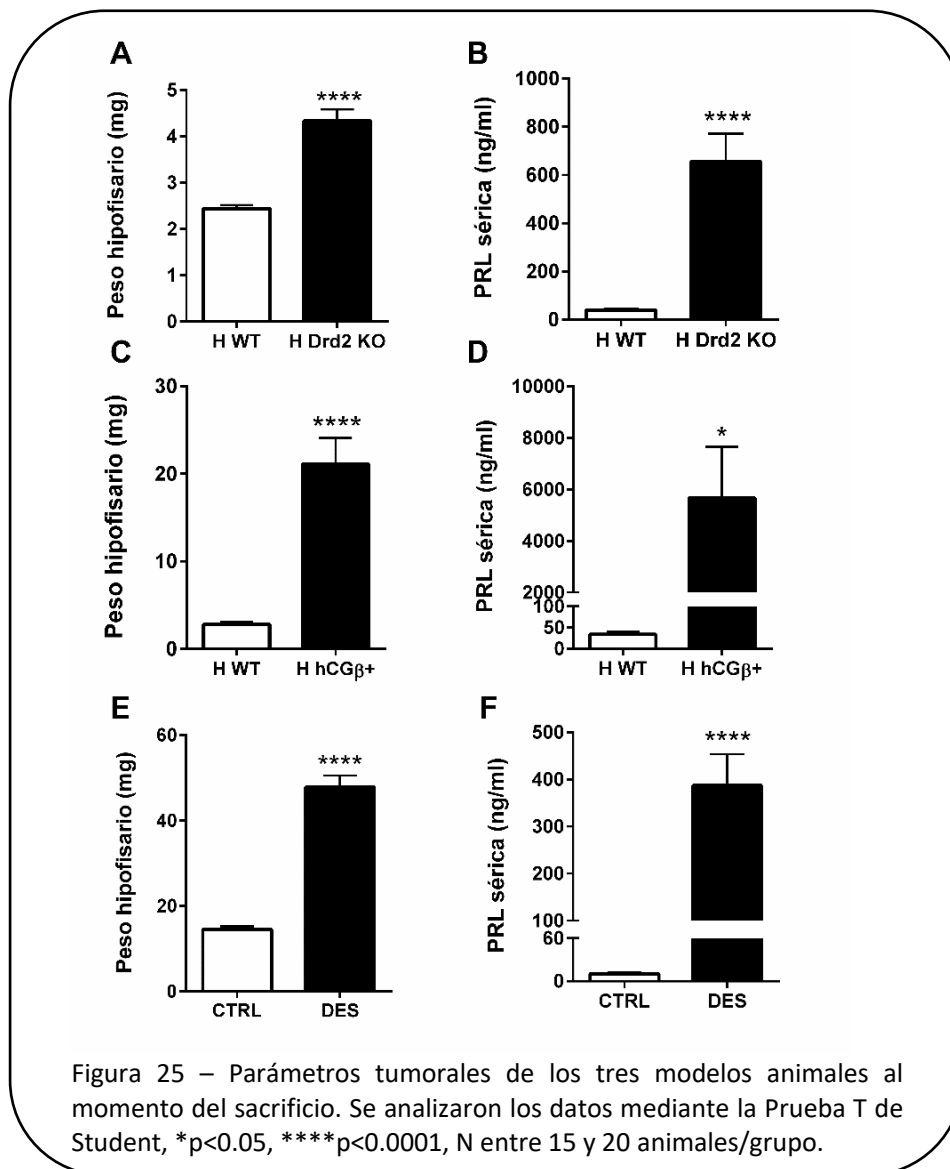 A
Peso hipofisario (mg)
5
4
3
2
1
0
****
H WT H Drd2 KO
B
PRL sérica (ng/ml)
1000
800
600
400
200
0
****
H WT H Drd2 KO
C
Peso hipofisario (mg)
30
20
10
0
****
H WT H hCGβ+
D
PRL sérica (ng/ml)
10000
8000
6000
4000
2000
100
50
0
*
H WT H hCGβ+
E
Peso hipofisario (mg)
60
40
20
0
****
CTRL DES
F
PRL sérica (ng/ml)
500
400
300
200
100
60
0
****
CTRL DES
Figura 25 – Parámetros tumorales de los tres modelos animales al
momento del sacrificio. Se analizaron los datos mediante la Prueba T de
Student, *p<0.05, ****p<0.0001, N entre 15 y 20 animales/grupo.